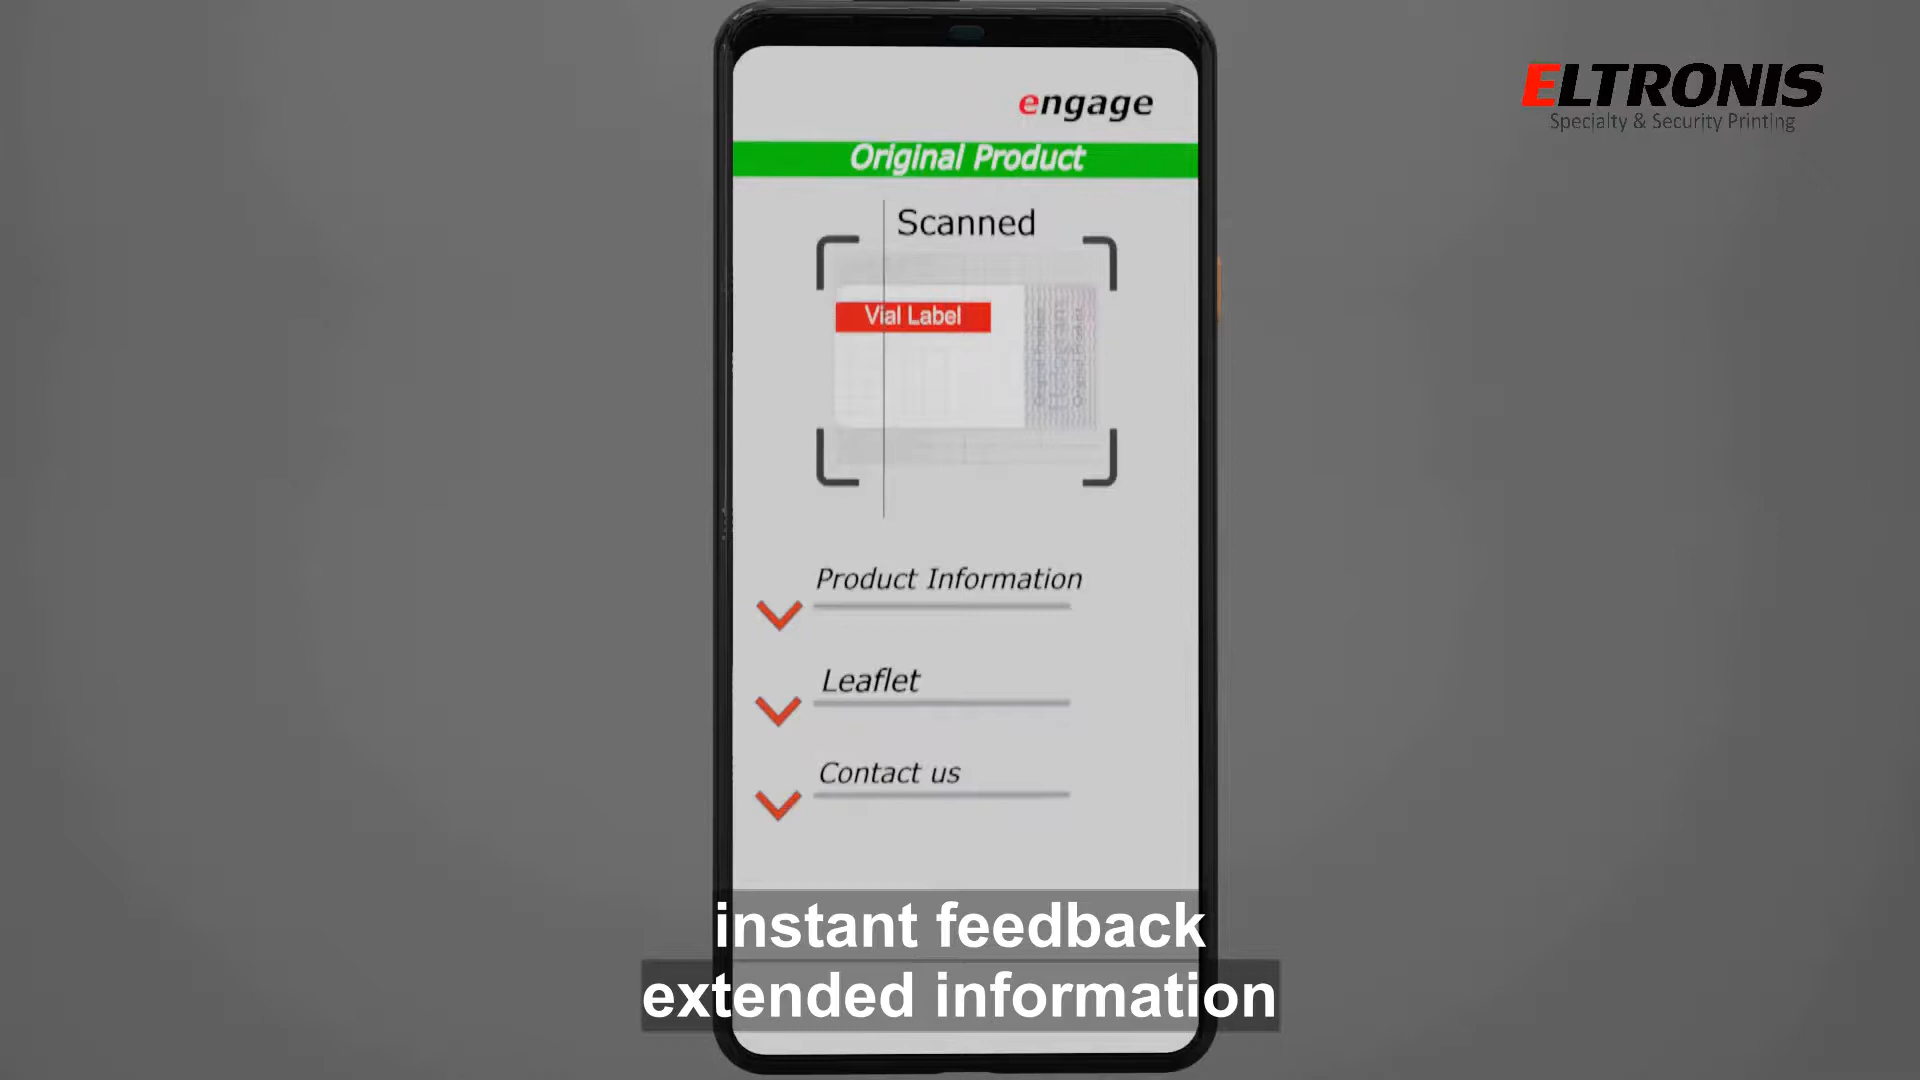 engage
ELTRONIS
Specialty & Security Printing
Original Product
Scanned
Vial Label
Product Information
Leaflet
Contact us
instant feedback
extended information